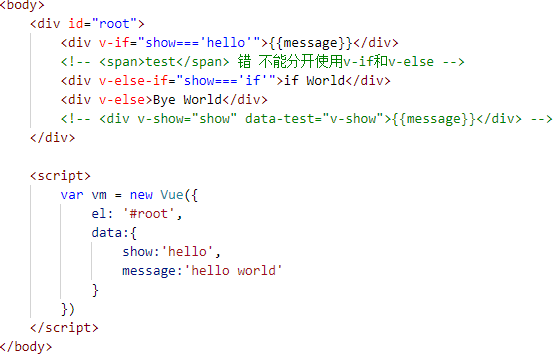 <body>
<div id="root">
<div v-if="show==='hello'">{{message}}</div>
<!-- <span>test</span> 错 不能分开使用v-if和v-else -->
<div v-else-if="show==='if'">if World</div>
<div v-else>Bye World</div>
<!-- <div v-show="show" data-test="v-show">{{message}}</div> -->
</div>
<script>
var vm = new Vue({
el: '#root',
data:{
show:'hello',
message:'hello world'
}
})
</script>
</body>